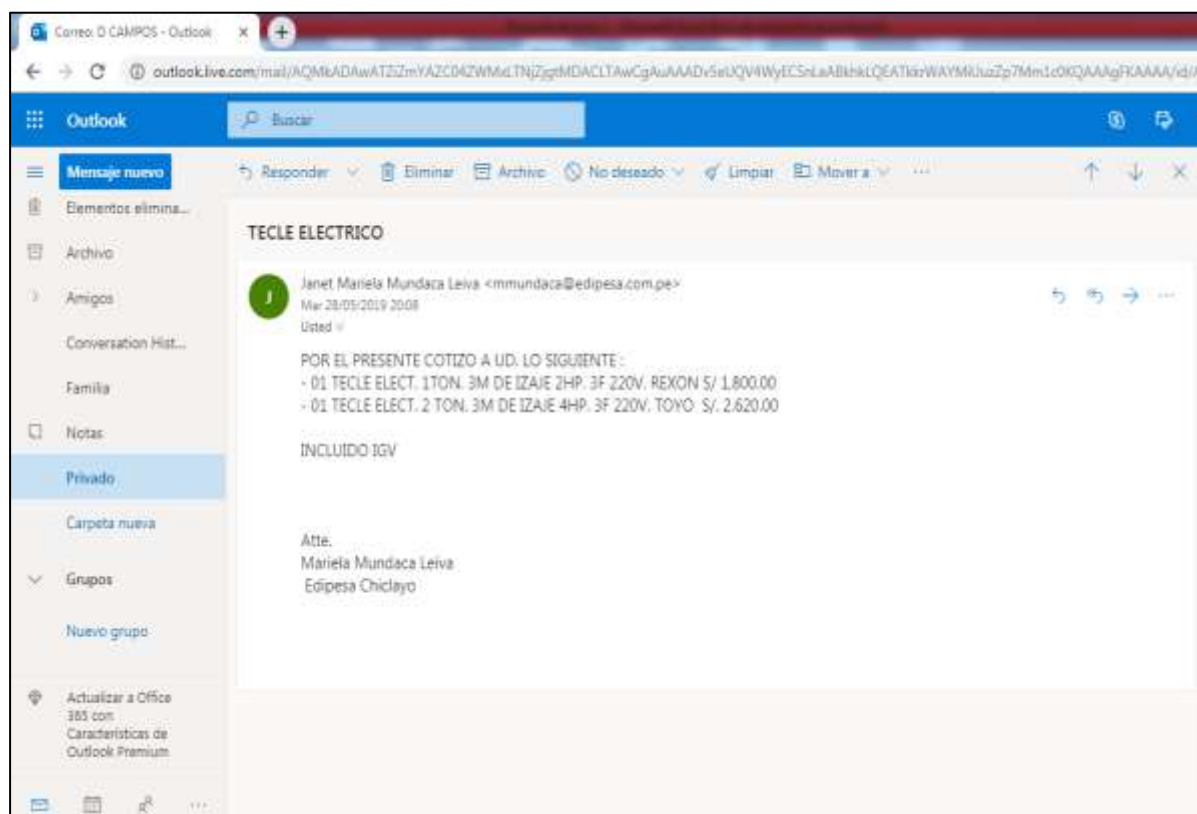 Correo: D CAMPOS - Outlook
outlook.live.com/mail/
Outlook
Buscar
Mensaje nuevo
Responder Eliminar Archivo No deseado Limpiar Mover a
Elementos elimina...
Archivo
Amigos
Conversation Hist...
Familia
Notas
Privado
Carpeta nueva
Grupos
Nuevo grupo
Actualizar a Office
365 con
Características de
Outlook Premium
TECLE ELECTRICO
J
Janet Mariela Mundaca Leiva <mmundaca@edipesa.com.pe>
Mar 28/05/2019 20:08
Usted
POR EL PRESENTE COTIZO A UD. LO SIGUIENTE :
- 01 TECLE ELECT. 1TON. 3M DE IZAJE 2HP. 3F 220V. REXON S/ 1.800.00
- 01 TECLE ELECT. 2 TON. 3M DE IZAJE 4HP. 3F 220V. TOYO S/. 2.620.00
INCLUIDO IGV
Atte.
Mariela Mundaca Leiva
Edipesa Chiclayo